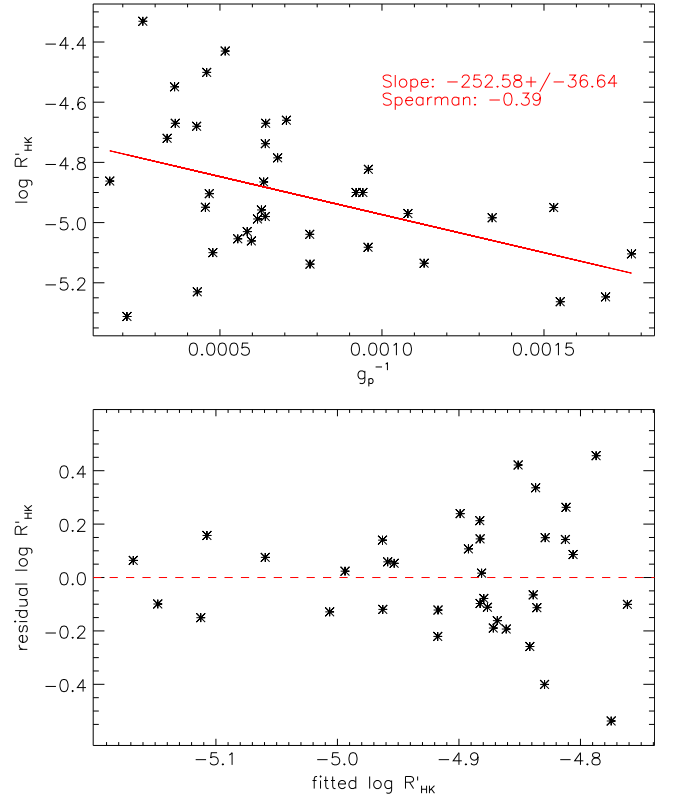 −4.4
−4.6
−4.8
−5.0
−5.2
log R'HK
Slope: −252.58+/−36.64
Spearman: −0.39
0.0005 0.0010 0.0015
gp−1
0.4
0.2
0.0
−0.2
−0.4
residual log R'HK
−5.1 −5.0 −4.9 −4.8
fitted log R'HK